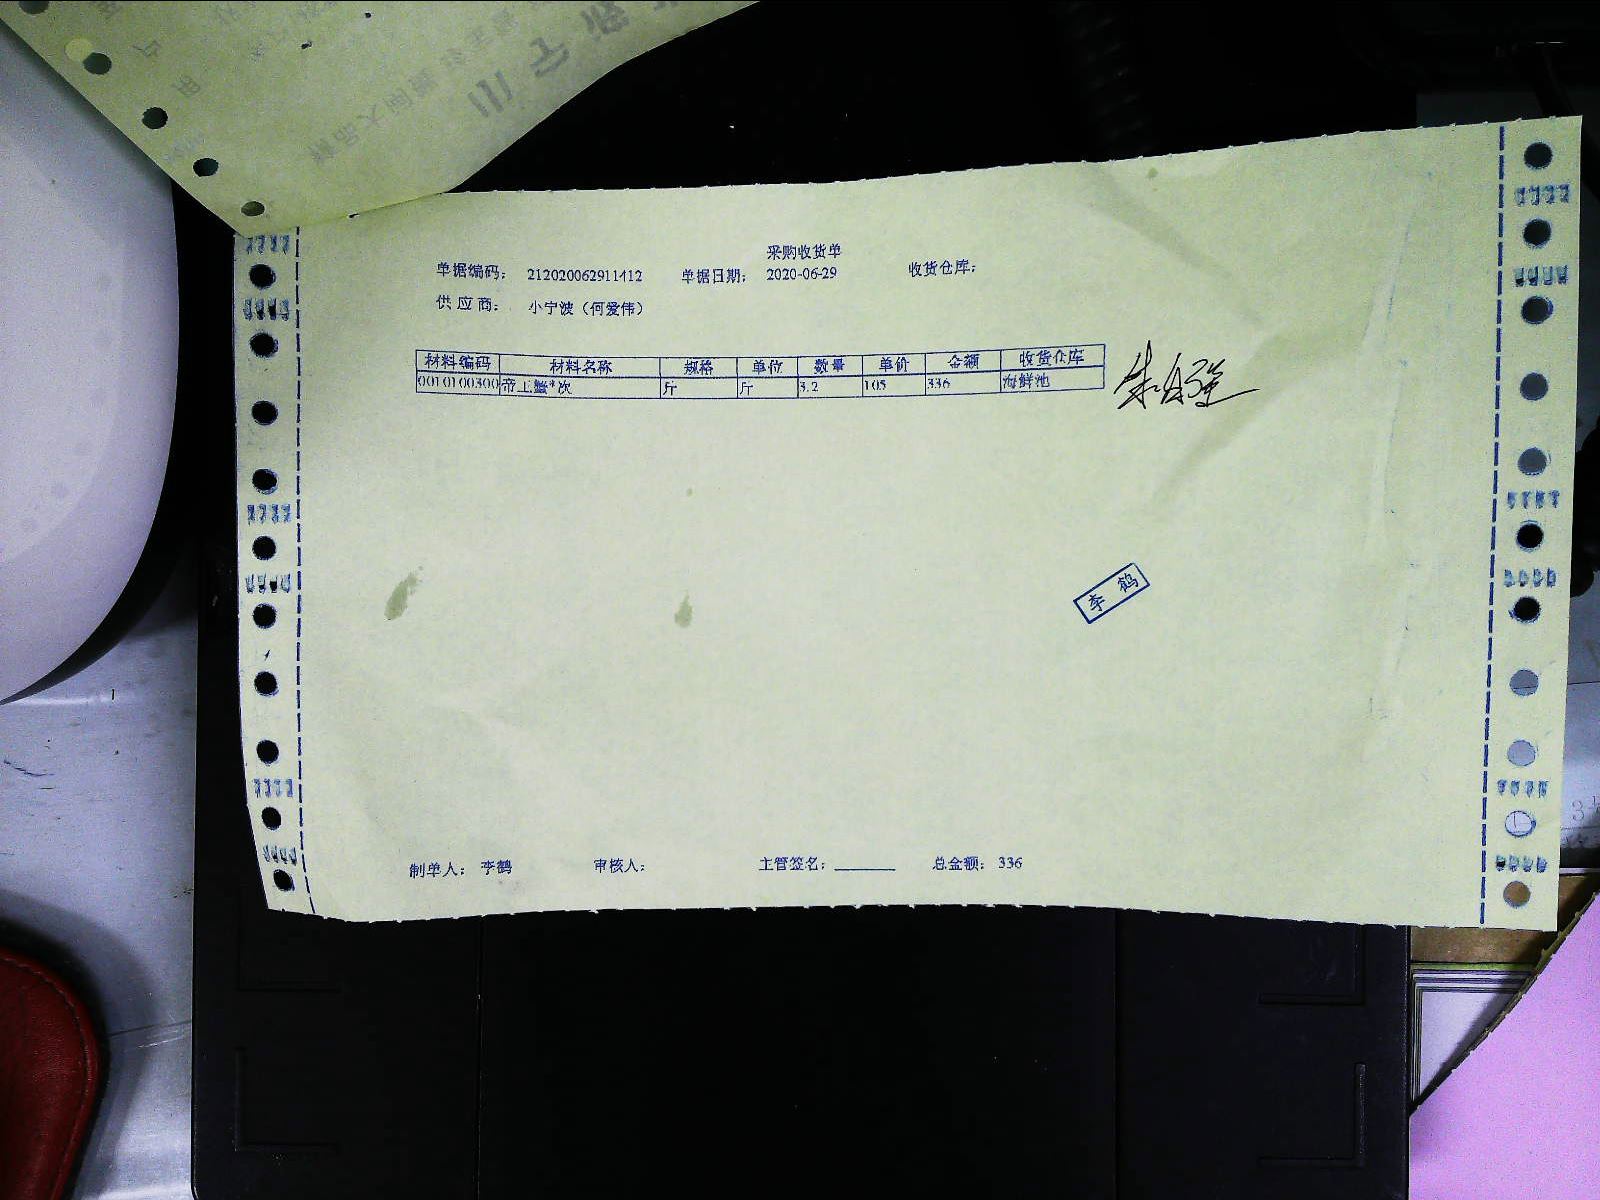 采购收货单
单据编码： 212020062911412 单据日期： 2020-06-29 收货仓库：
供 应 商： 小宁波（何爱伟）
材料编码 材料名称 规格 单位 数量 单价 金额 收货仓库
0010100300 帝王蟹*次 斤 斤 3.2 105 336 海鲜池
李 鹤
制单人： 李鹤 审核人： 主管签名： 总金额： 336